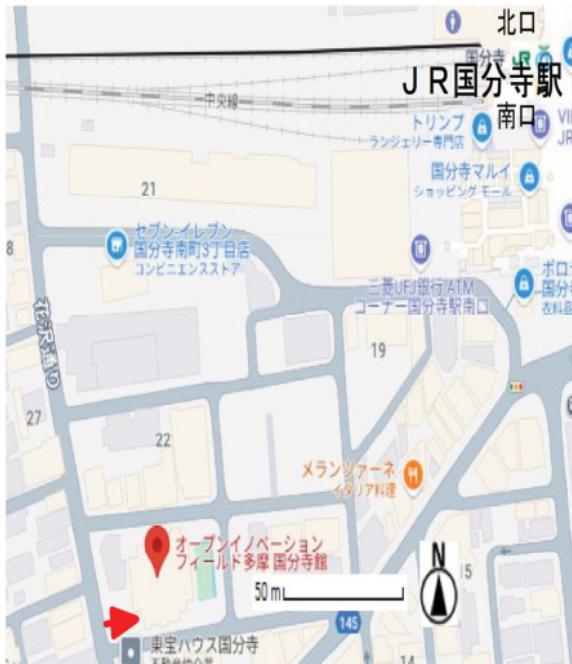 北口
国分寺 JR
JR国分寺駅
南口
中央線
トリンプ
ランジェリー専門店
VI
JR
国分寺マルイ
ショッピング モール
21
セブン-イレブン
国分寺南町3丁目店
コンビニエンスストア
8
三菱UFJ銀行 ATM
コーナー国分寺駅南口
ポロ
国分寺
衣料品
19
27
22
メランツァーネ
イタリア料理
オープンイノベーション
フィールド多摩 国分寺館
50m
N
15
145
東宝ハウス国分寺
14